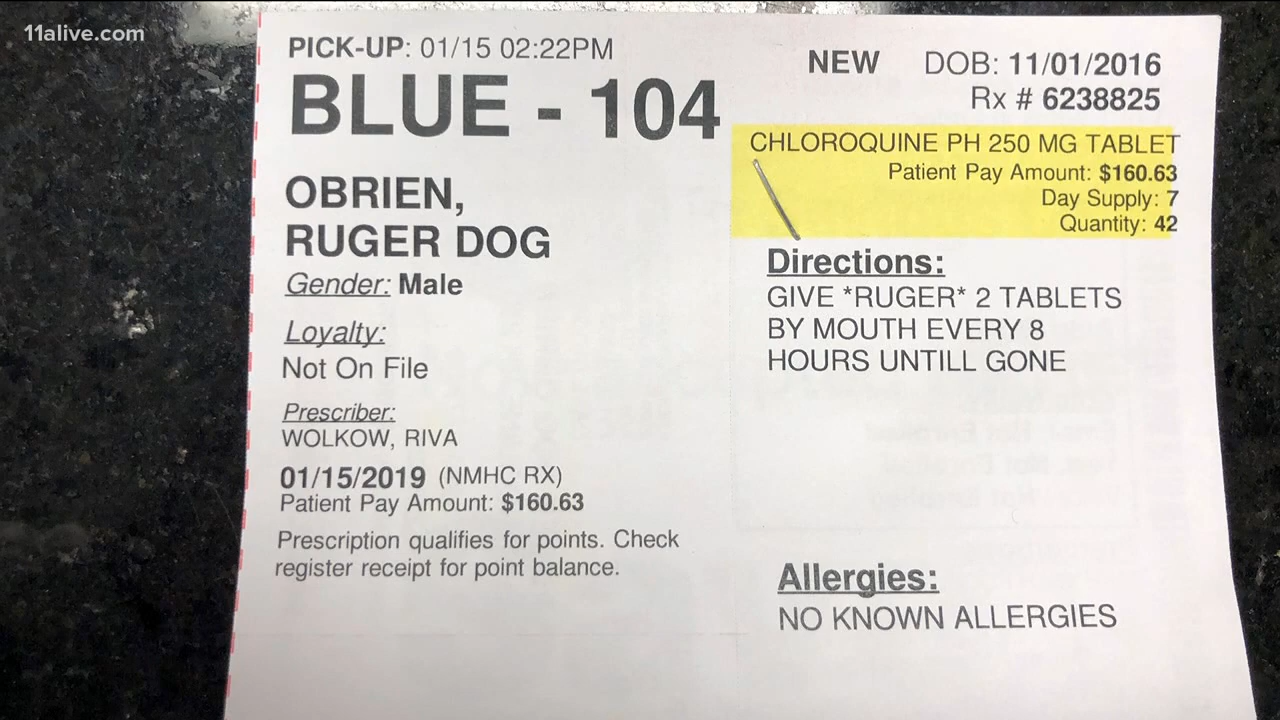 11alive.com
PICK-UP: 01/15 02:22PM
BLUE - 104
OBRIEN,
RUGER DOG
Gender: Male
Loyalty:
Not On File
Prescriber:
WOLKOW, RIVA
01/15/2019 (NMHC RX)
Patient Pay Amount: $160.63
Prescription qualifies for points. Check
register receipt for point balance.
NEW DOB: 11/01/2016
Rx # 6238825
CHLOROQUINE PH 250 MG TABLET
Patient Pay Amount: $160.63
Day Supply: 7
Quantity: 42
Directions:
GIVE *RUGER* 2 TABLETS
BY MOUTH EVERY 8
HOURS UNTILL GONE
Allergies:
NO KNOWN ALLERGIES